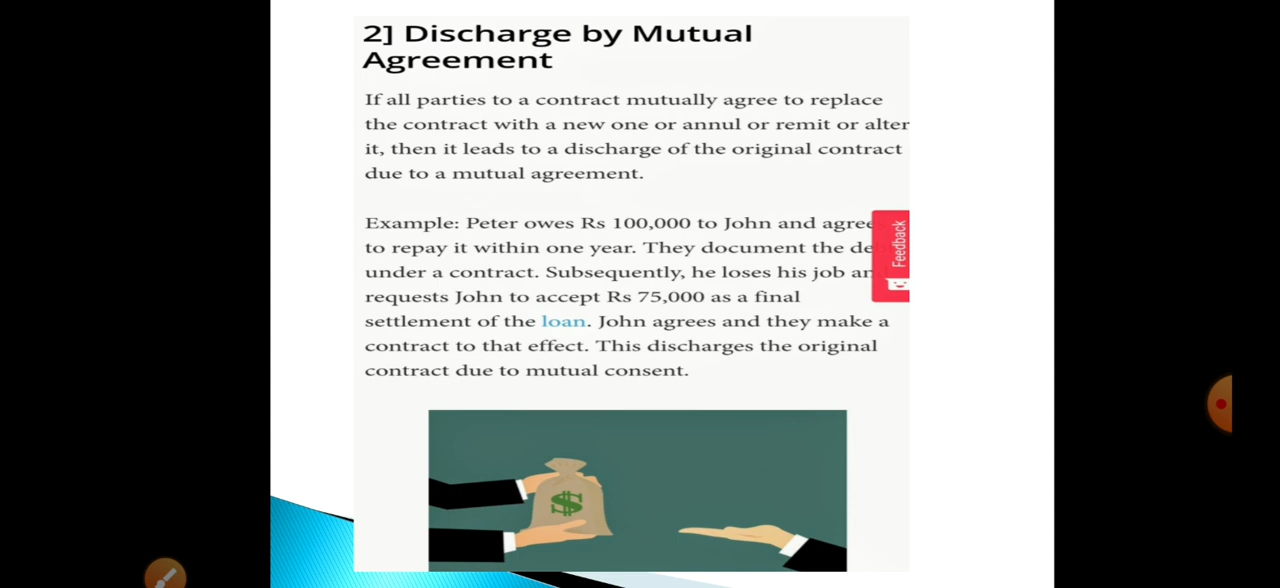 2] Discharge by Mutual
Agreement
If all parties to a contract mutually agree to replace
the contract with a new one or annul or remit or alter
it, then it leads to a discharge of the original contract
due to a mutual agreement.
Example: Peter owes Rs 100,000 to John and agree
to repay it within one year. They document the de
under a contract. Subsequently, he loses his job an
requests John to accept Rs 75,000 as a final
settlement of the loan. John agrees and they make a
contract to that effect. This discharges the original
contract due to mutual consent.
Feedback
$